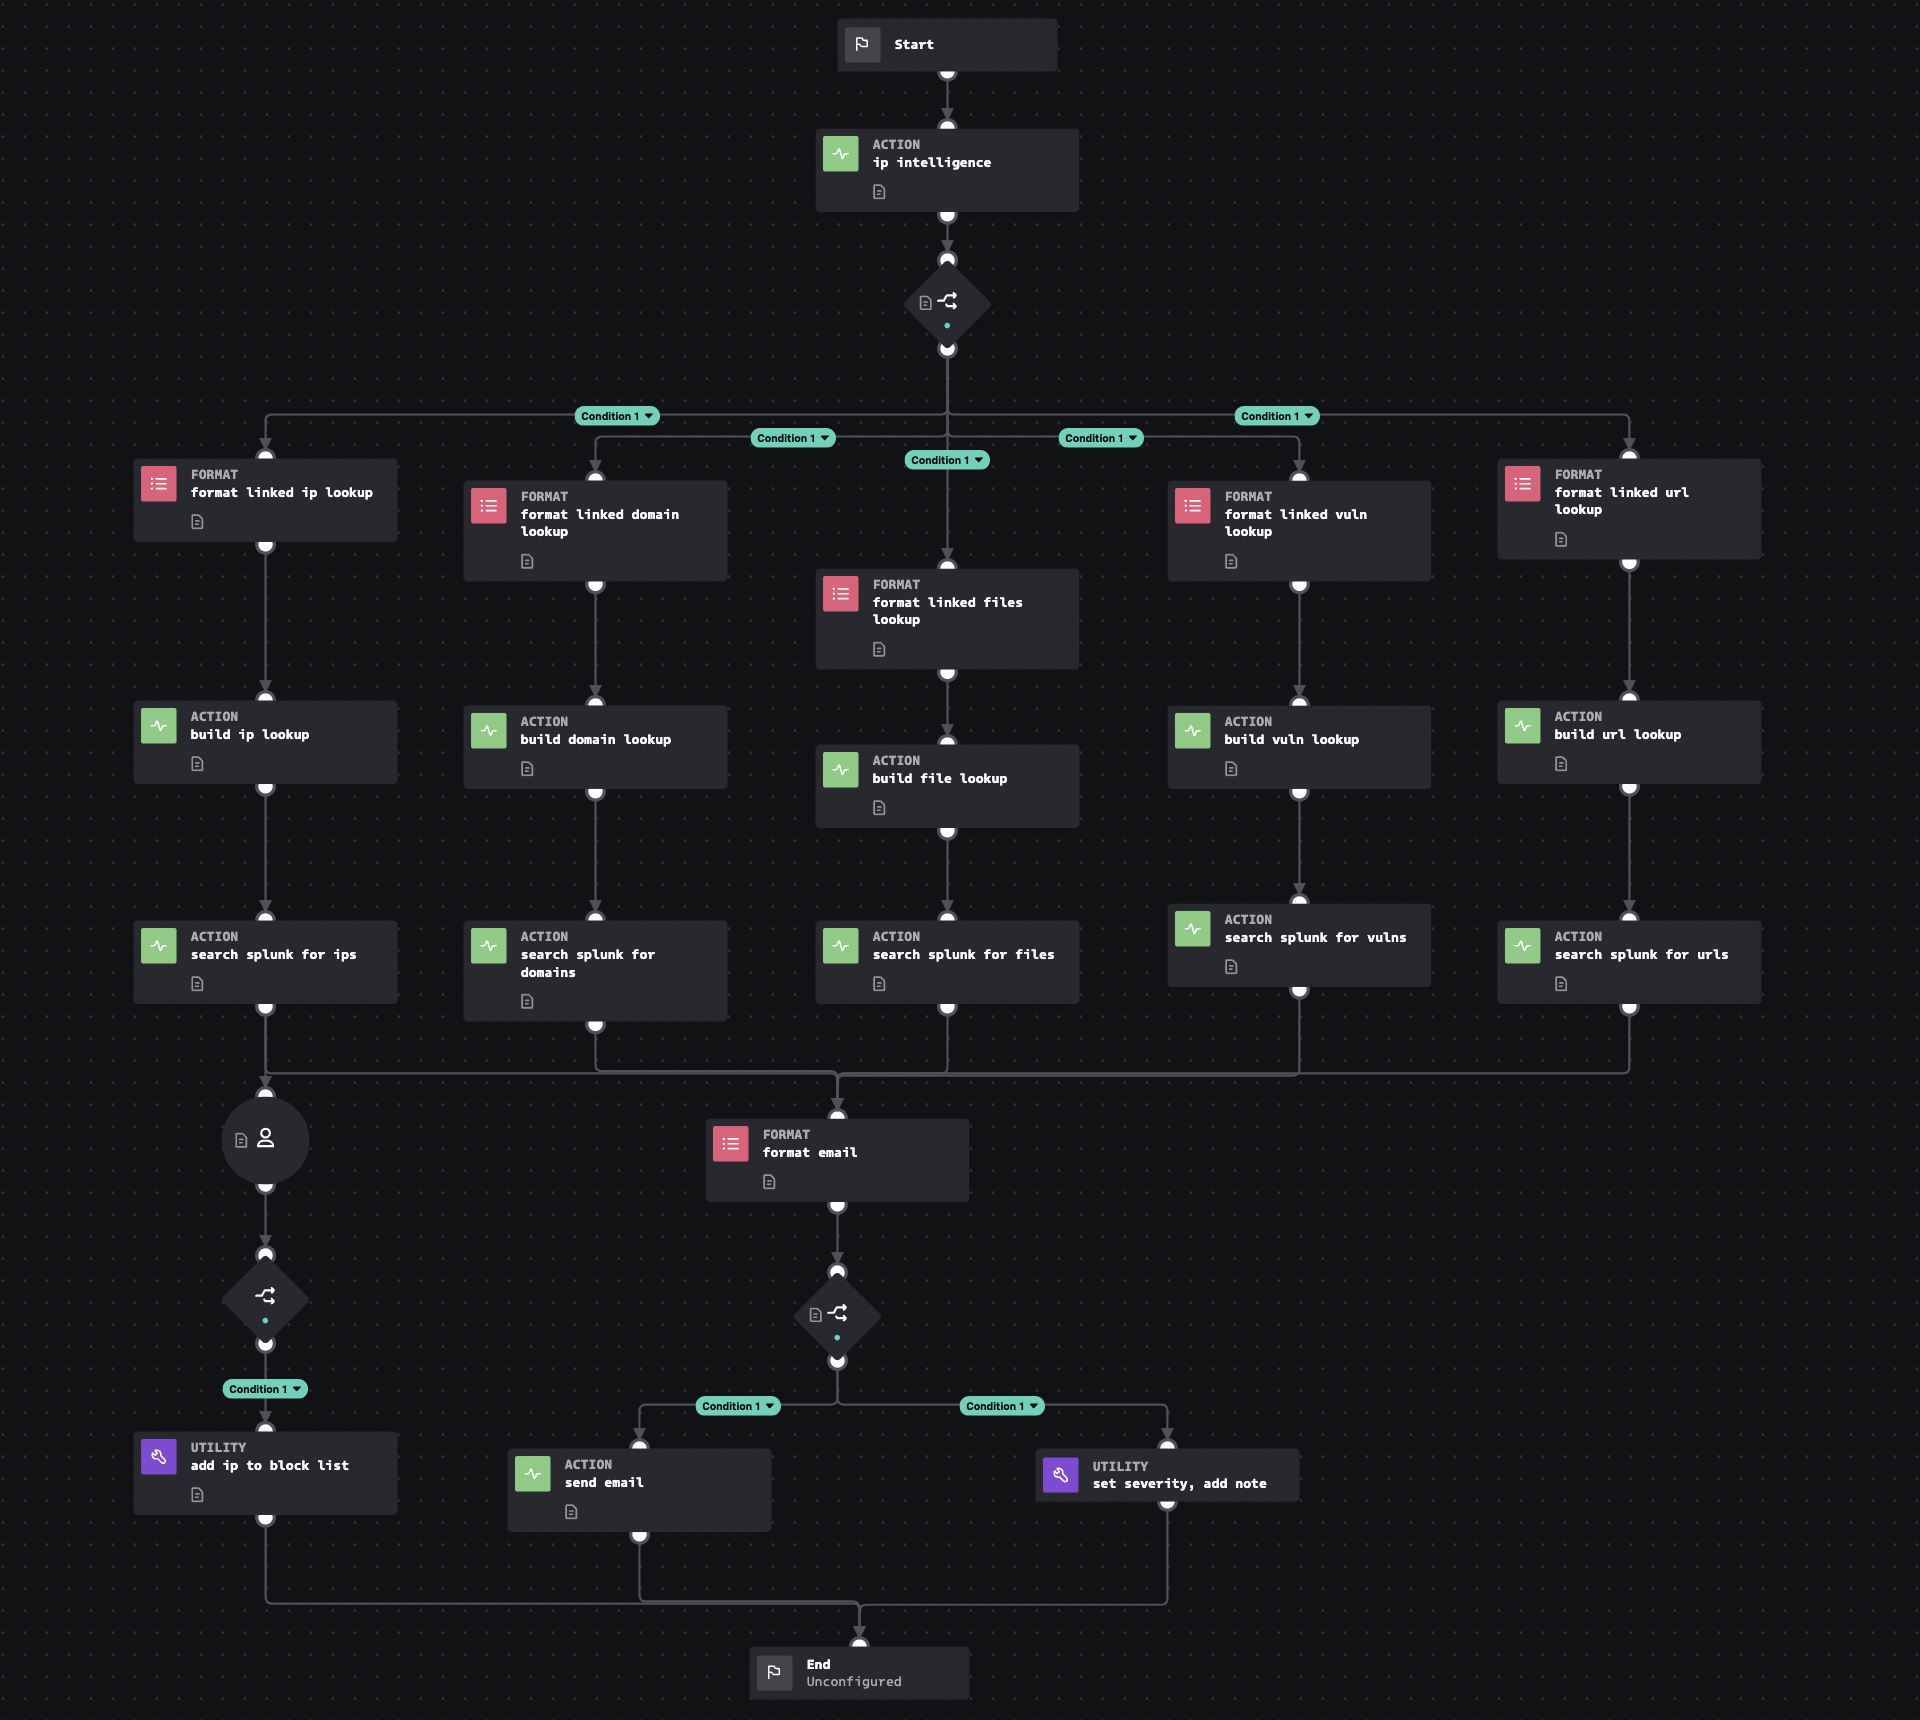 Start
ACTION
ip intelligence
Condition 1
Condition 1
Condition 1
Condition 1
Condition 1
FORMAT
format linked ip lookup
FORMAT
format linked domain
lookup
FORMAT
format linked files
lookup
FORMAT
format linked vuln
lookup
FORMAT
format linked url
lookup
ACTION
build ip lookup
ACTION
build domain lookup
ACTION
build file lookup
ACTION
build vuln lookup
ACTION
build url lookup
ACTION
search splunk for ips
ACTION
search splunk for
domains
ACTION
search splunk for files
ACTION
search splunk for vulns
ACTION
search splunk for urls
FORMAT
format email
Condition 1
Condition 1
Condition 1
UTILITY
add ip to block list
ACTION
send email
UTILITY
set severity, add note
End
Unconfigured